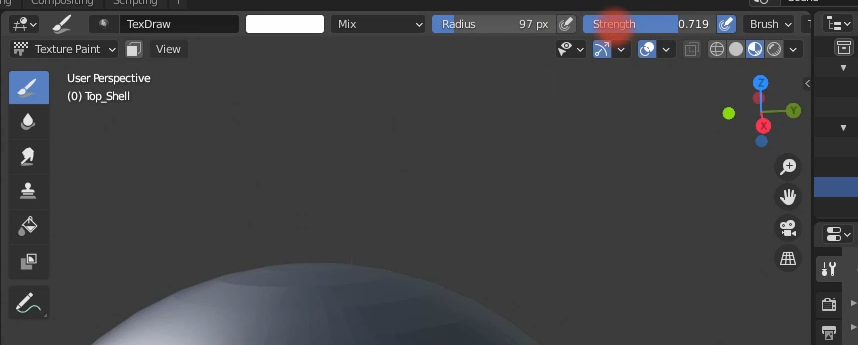 Compositing Scripting
TexDraw Mix Radius 97 px Strength 0.719 Brush
Texture Paint View
User Perspective
(0) Top_Shell
Z
Y
X